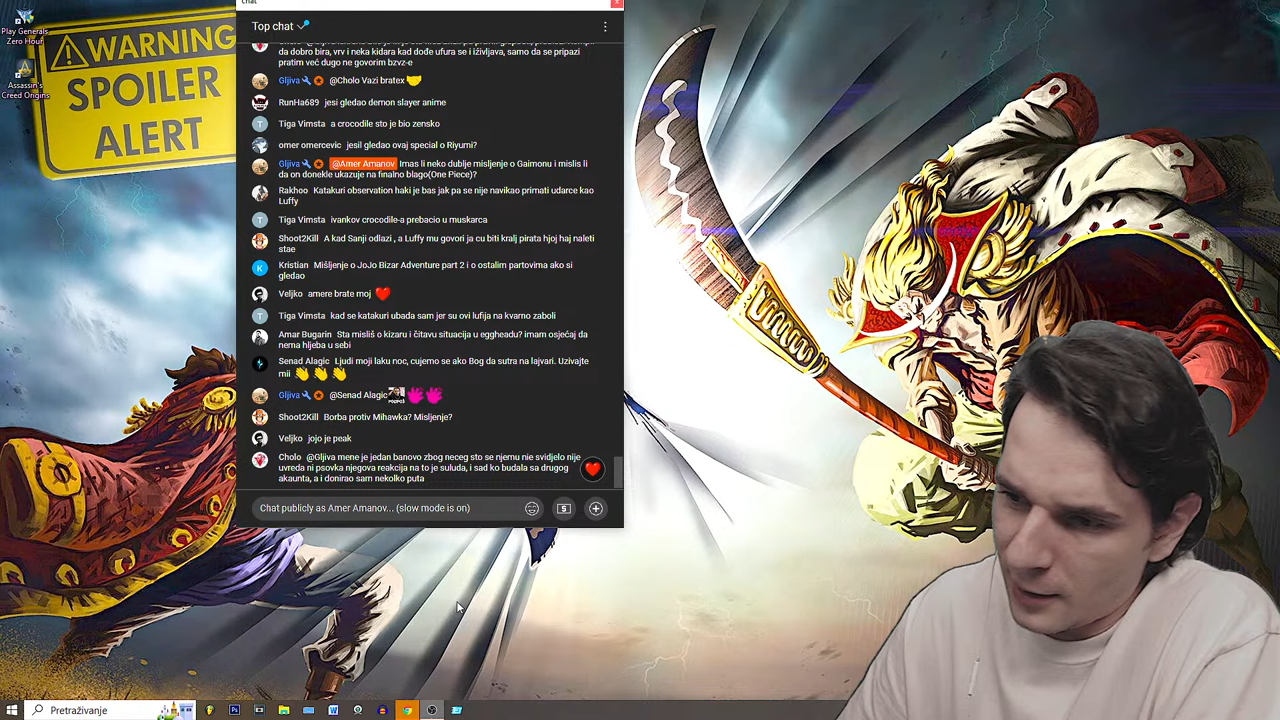 Play Generals
Zero Hour
Assassin's
Creed Origins
WARNING
SPOILER
ALERT
chat
Top chat
da dobro bira, vrv i neka kidara kad dođe ufura se i iživljava, samo da se pripazi
pratim već dugo ne govorim bzvz-e
Gljiva @Cholo Vazi bratex
RunHa689 jesi gledao demon slayer anime
Tiga Vimsta a crocodile sto je bio zensko
omer omercevic jesil gledao ovaj special o Riyumi?
Gljiva @Amer Amanov Imas li neko dublje misljenje o Gaimonu i mislis li
da on donekle ukazuje na finalno blago(One Piece)?
Rakhoo Katakuri observation haki je bas jak pa se nije navikao primati udarce kao
Luffy
Tiga Vimsta ivankov crocodile-a prebacio u muskarca
Shoot2Kill A kad Sanji odlazi , a Luffy mu govori ja cu biti kralj pirata hjoj haj naleti
stae
K Kristian Mišljenje o JoJo Bizar Adventure part 2 i o ostalim partovima ako si
gledao
Veljko amere brate moj
Tiga Vimsta kad se katakuri ubada sam jer su ovi lufija na kvarno zaboli
Amar Bugarin Sta misliš o kizaru i čitavu situacija u eggheadu? imam osjećaj da
nema hljeba u sebi
Senad Alagic Ljudi moji laku noc, cujemo se ako Bog da sutra na lajvari. Uzivajte
mii
Gljiva @Senad Alagic
Shoot2Kill Borba protiv Mihawka? Misljenje?
Veljko jojo je peak
Cholo @Gljiva mene je jedan banovo zbog neceg sto se njemu nie svidjelo nije
uvreda ni psovka njegova reakcija na to je suluda, i sad ko budala sa drugog
akaunta, a i donirao sam nekolko puta
Chat publicly as Amer Amanov... (slow mode is on)
Pretraživanje